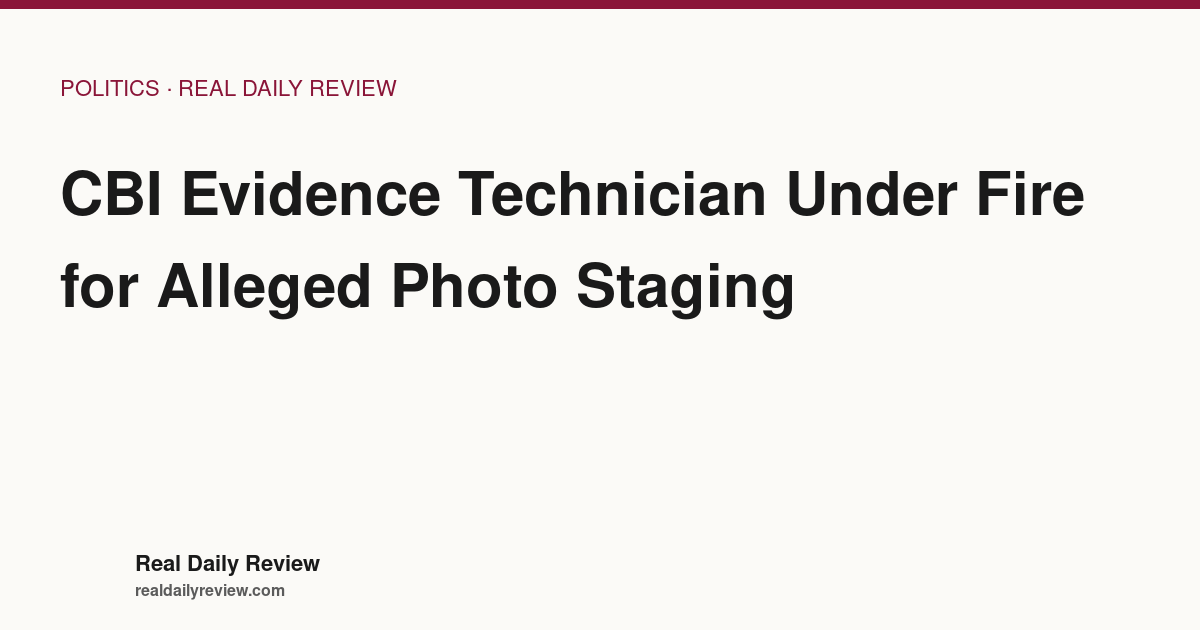 POLITICS · REAL DAILY REVIEW
CBI Evidence Technician Under Fire
for Alleged Photo Staging
Real Daily Review
realdailyreview.com